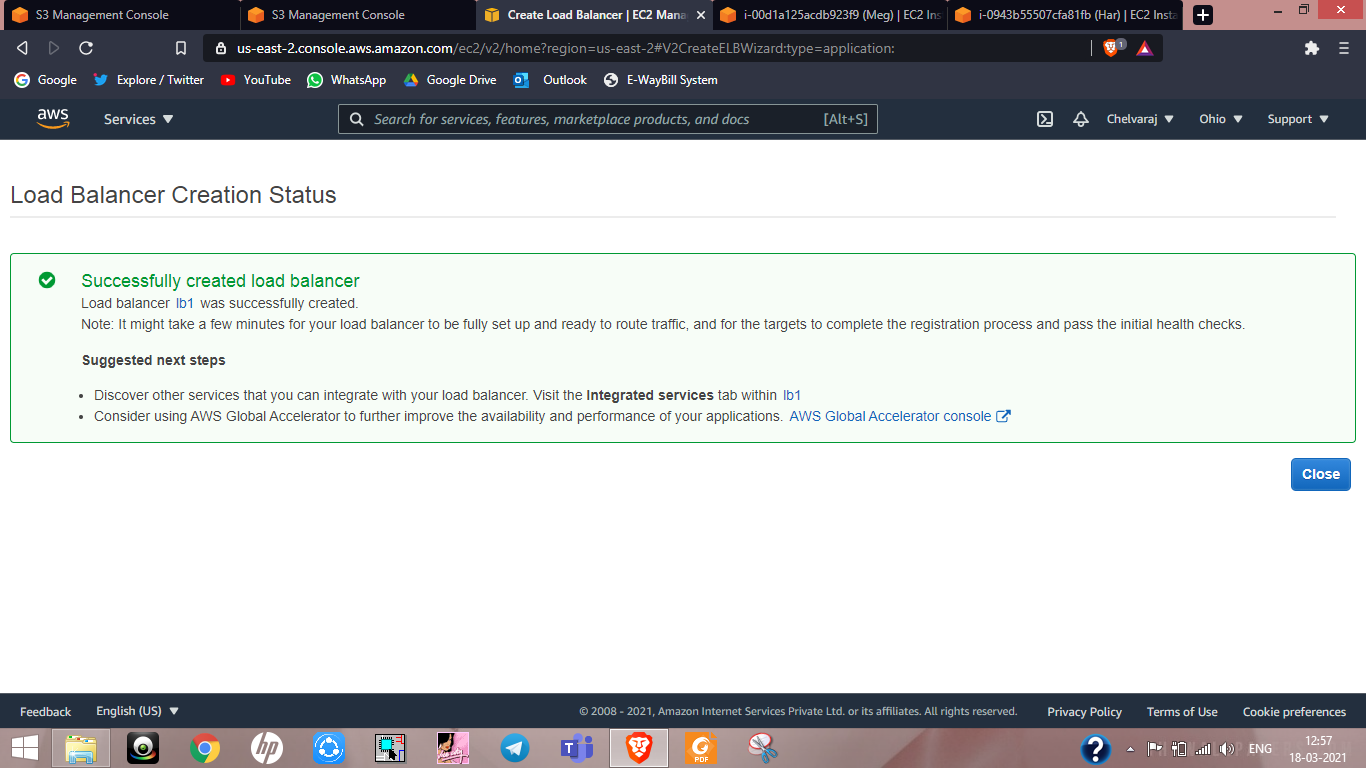 S3 Management Console
S3 Management Console
Create Load Balancer | EC2 Mana
i-00d1a125acdb923f9 (Meg) | EC2 Ins
i-0943b55507cfa81fb (Har) | EC2 Insta
us-east-2.console.aws.amazon.com/ec2/v2/home?region=us-east-2#V2CreateELBWizard:type=application:
1
Google
Explore / Twitter
YouTube
WhatsApp
Google Drive
Outlook
E-WayBill System
aws
Services
Search for services, features, marketplace products, and docs
[Alt+S]
Chelvaraj
Ohio
Support
Load Balancer Creation Status
Successfully created load balancer
Load balancer lb1 was successfully created.
Note: It might take a few minutes for your load balancer to be fully set up and ready to route traffic, and for the targets to complete the registration process and pass the initial health checks.
Suggested next steps
Discover other services that you can integrate with your load balancer. Visit the Integrated services tab within lb1
Consider using AWS Global Accelerator to further improve the availability and performance of your applications. AWS Global Accelerator console
Close
Feedback
English (US)
© 2008 - 2021, Amazon Internet Services Private Ltd. or its affiliates. All rights reserved.
Privacy Policy
Terms of Use
Cookie preferences
hp
PDF
ENG
12:57
18-03-2021